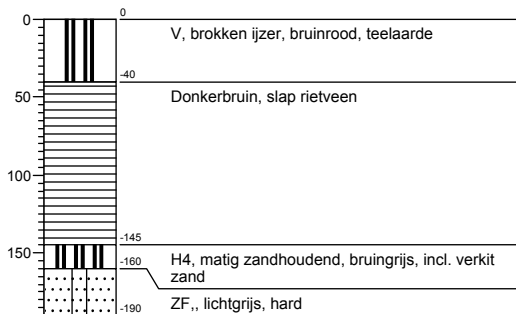 0
0
V, brokken ijzer, bruinrood, teelaarde
-40
50
Donkerbruin, slap rietveen
100
-145
150
H4, matig zandhoudend, bruingrijs, incl. verkit
zand
-160
ZF,, lichtgrijs, hard
-190